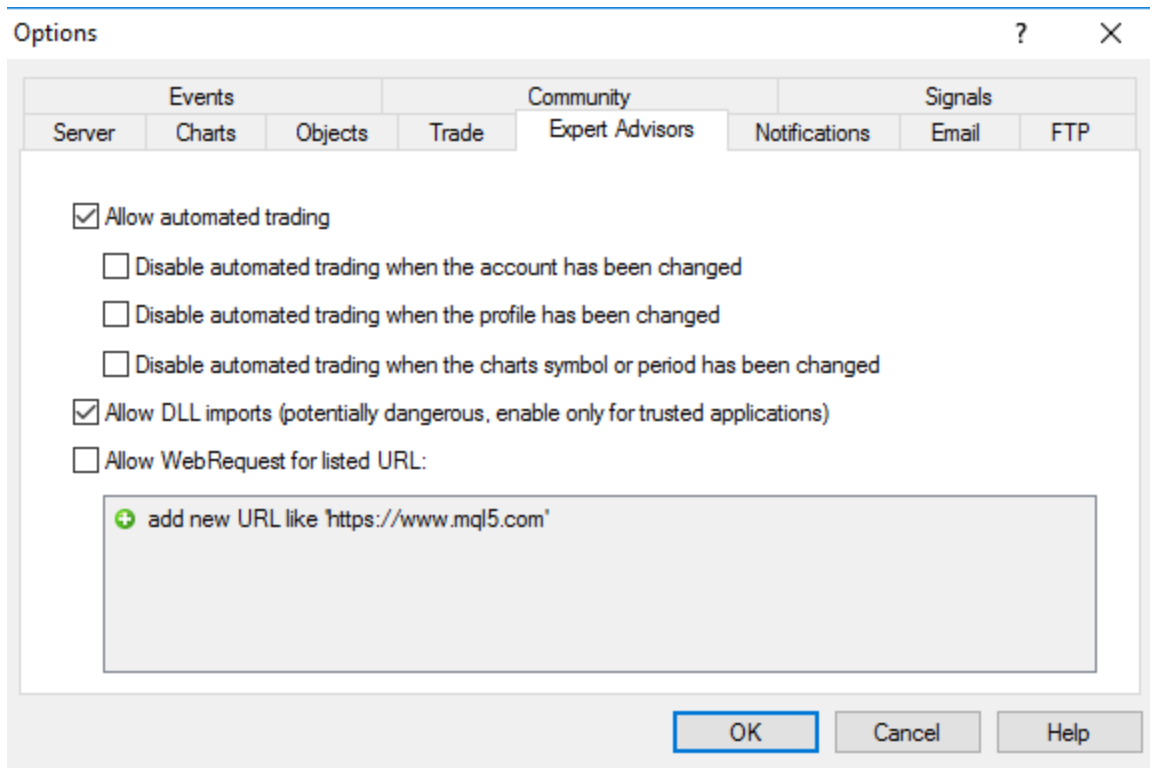 Options ?
Events Community Signals
Server Charts Objects Trade Expert Advisors Notifications Email FTP
Allow automated trading
Disable automated trading when the account has been changed
Disable automated trading when the profile has been changed
Disable automated trading when the charts symbol or period has been changed
Allow DLL imports (potentially dangerous, enable only for trusted applications)
Allow WebRequest for listed URL:
add new URL like 'https://www.mql5.com'
OK Cancel Help